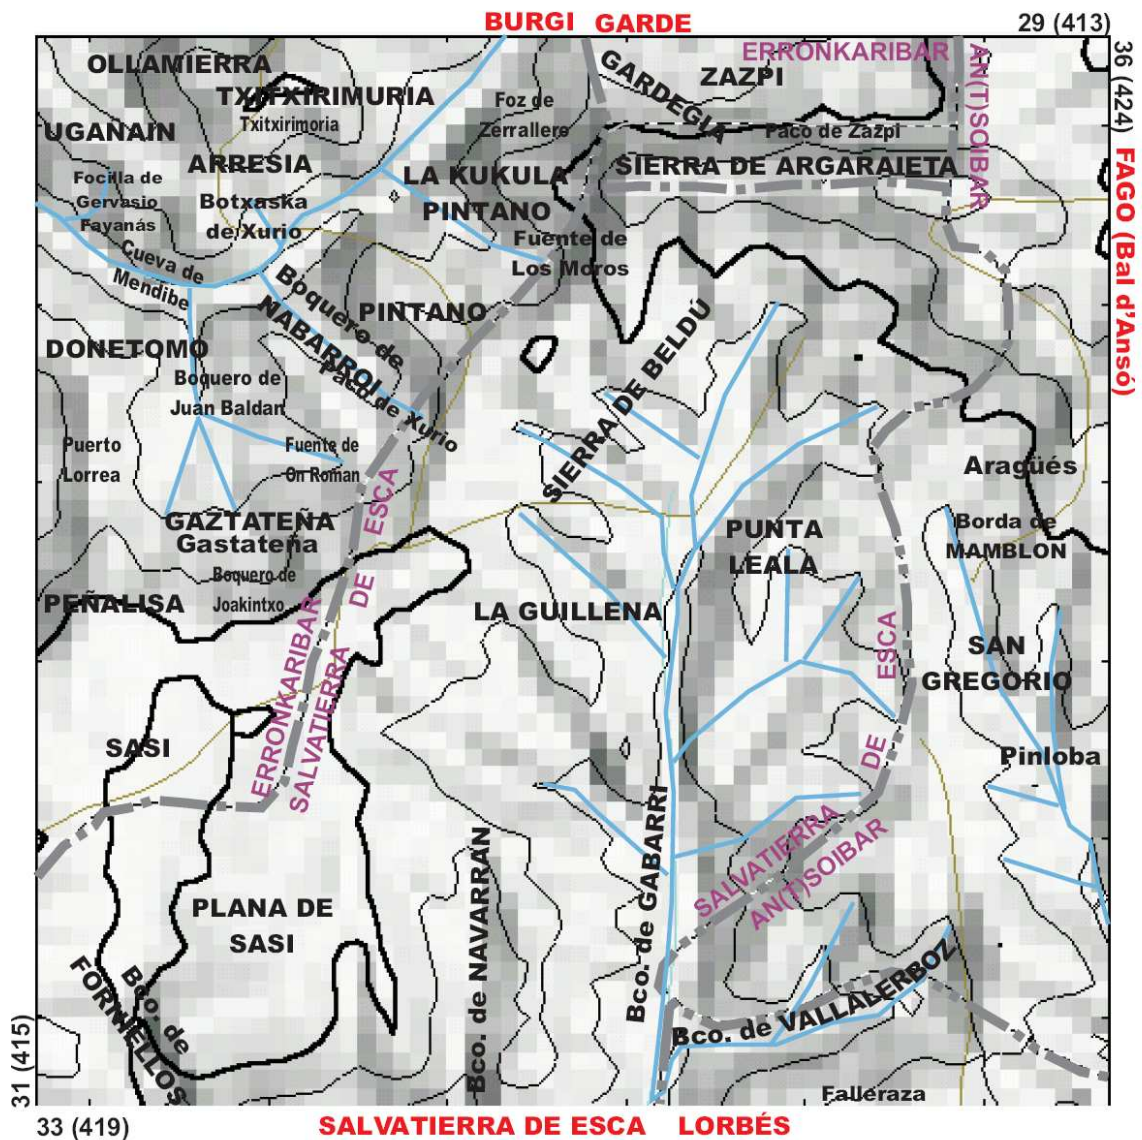 BURGI GARDE
29 (413)
36 (424) FAGO (Bal d'Ansó)
ERRONKARIBAR
AN(T)SOIBAR
OLLAMIERRA
GARDEGIA
ZAZPI
TXITXIRIMURIA
Txitxirimoria
Foz de
Zerrallero
UGAÑAIN
Paco de Zazpi
ARRESIA
SIERRA DE ARGARAIETA
Focilla de
Gervasio
Fayanás
LA KUKULA
Botxaska
de Xurio
PINTANO
Fuente de
Los Moros
Cueva de
Mendibe
Boquero de
NABARROI
Paco de Xurio
PINTANO
DONETOMO
SIERRA DE BELDÚ
Boquero de
Juan Baldan
Puerto
Lorrea
Fuente de
On Roman
Aragüés
GAZTATEÑA
Gastateña
PUNTA
LEALA
Borda de
MAMBLON
Boquero de
Joakintxo
PEÑALISA
LA GUILLENA
ERRONKARIBAR
SALVATIERRA DE ESCA
SAN
GREGORIO
SASI
Pinloba
SALVATIERRA DE ESCA
AN(T)SOIBAR
Bco. de GABARRI
Bco. de NAVARRAN
PLANA DE
SASI
Bco. de
FORNIELLOS
Bco. de VALLALERBOZ
Falleraza
31 (415)
33 (419)
SALVATIERRA DE ESCA LORBÉS